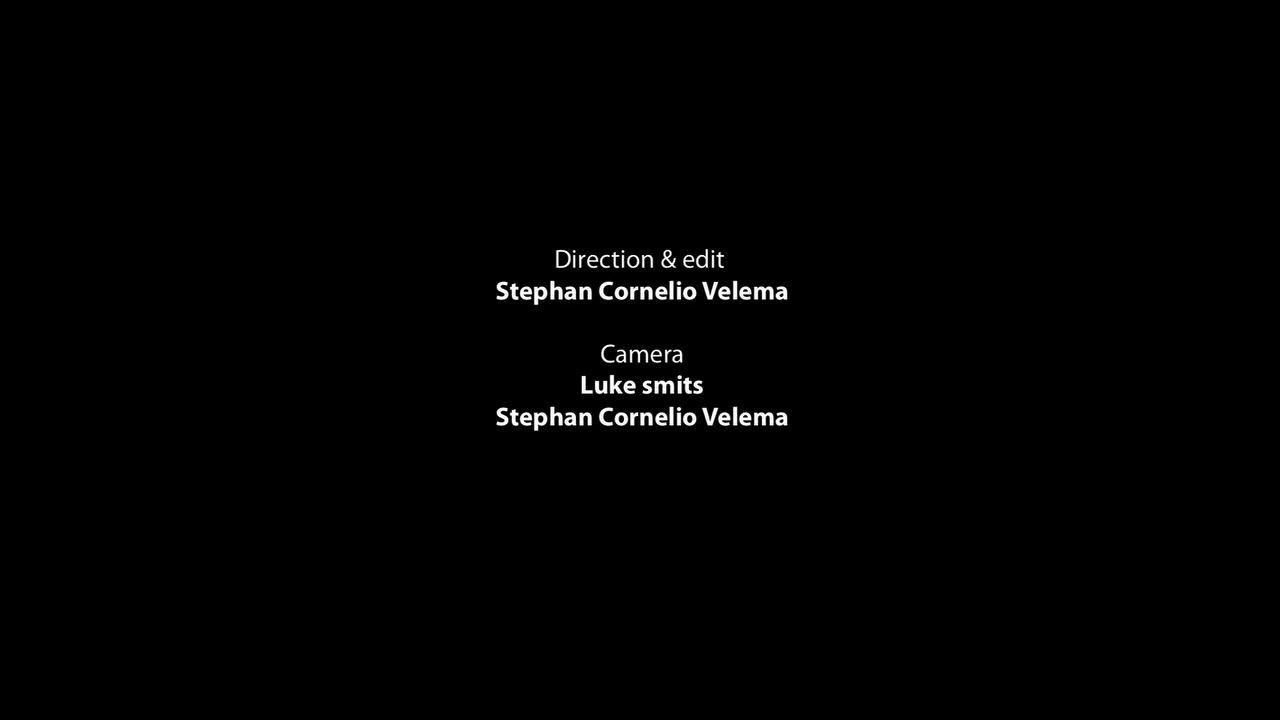 Direction & edit
Stephan Cornelio Velema
Camera
Luke smits
Stephan Cornelio Velema